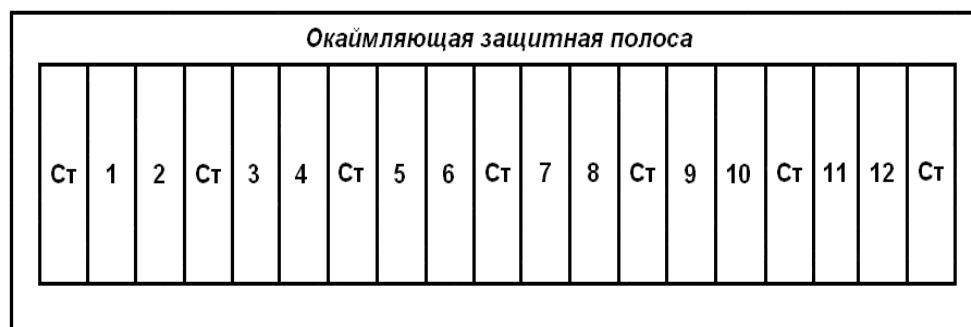 Окаймляющая защитная полоса
Ст 1 2 Ст 3 4 Ст 5 6 Ст 7 8 Ст 9 10 Ст 11 12 Ст